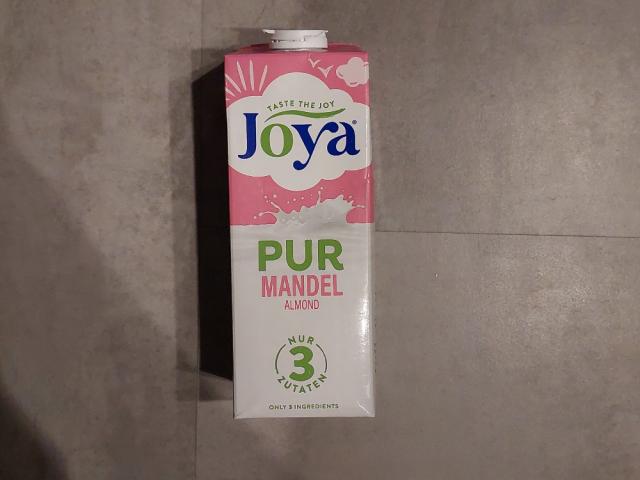 TASTE THE JOY
Joya®
PUR
MANDEL
ALMOND
NUR
3
ZUTATEN
ONLY 3 INGREDIENTS